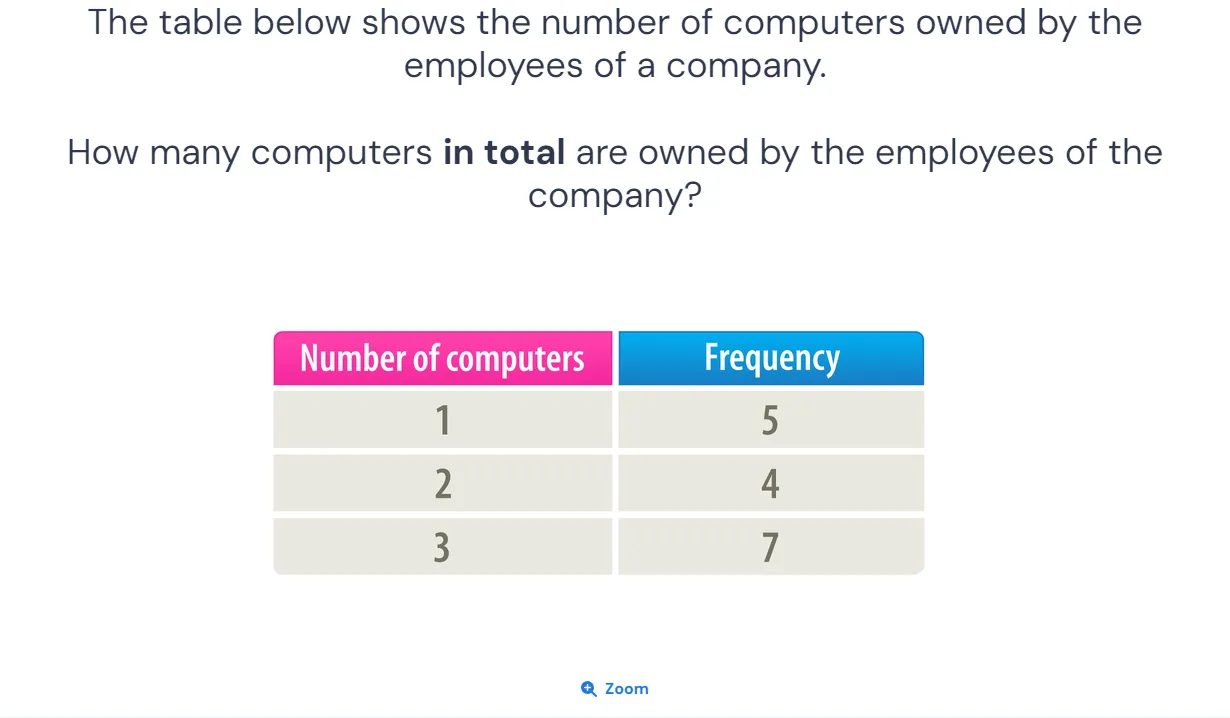 The table below shows the number of computers owned by the
employees of a company.
How many computers in total are owned by the employees of the
company?
Number of computers Frequency
1 5
2 4
3 7
Zoom